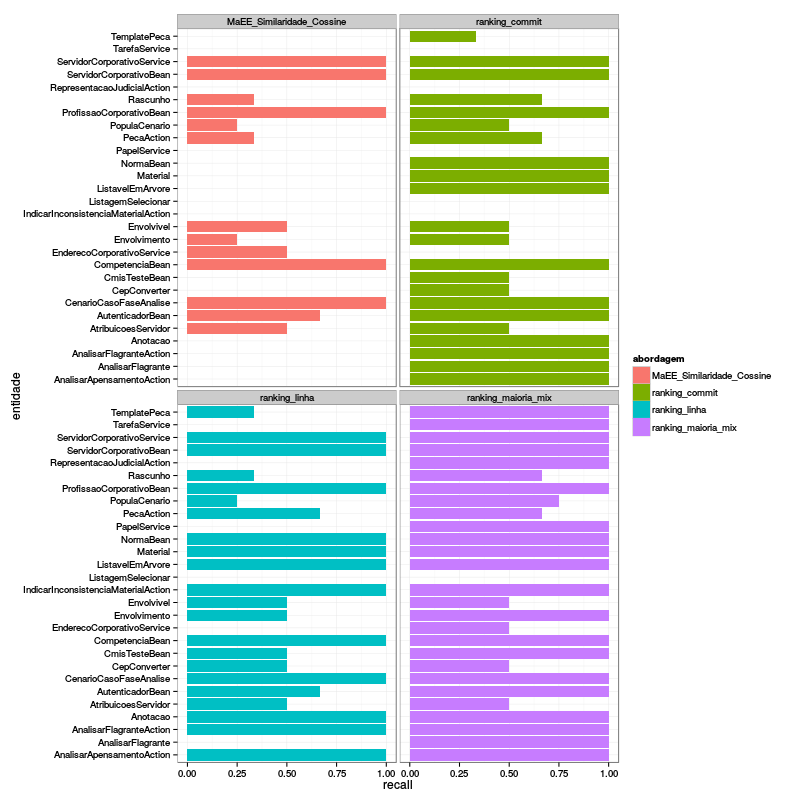 MaEE_Similaridade_Cossine
ranking_commit
TemplatePeca
TarefaService
ServidorCorporativoService
ServidorCorporativoBean
RepresentacaoJudicialAction
Rascunho
ProfissaoCorporativoBean
PopulaCenario
PecaAction
PapelService
NormaBean
Material
ListavelEmArvore
ListagemSelecionar
IndicarInconsistenciaMaterialAction
Envolvivel
Envolvimento
EnderecoCorporativoService
CompetenciaBean
CmisTesteBean
CepConverter
CenarioCasoFaseAnalise
AutenticadorBean
AtribuicoesServidor
Anotacao
AnalisarFlagranteAction
AnalisarFlagrante
AnalisarApensamentoAction
entidade
ranking_linha
ranking_maioria_mix
TemplatePeca
TarefaService
ServidorCorporativoService
ServidorCorporativoBean
RepresentacaoJudicialAction
Rascunho
ProfissaoCorporativoBean
PopulaCenario
PecaAction
PapelService
NormaBean
Material
ListavelEmArvore
ListagemSelecionar
IndicarInconsistenciaMaterialAction
Envolvivel
Envolvimento
EnderecoCorporativoService
CompetenciaBean
CmisTesteBean
CepConverter
CenarioCasoFaseAnalise
AutenticadorBean
AtribuicoesServidor
Anotacao
AnalisarFlagranteAction
AnalisarFlagrante
AnalisarApensamentoAction
0.00 0.25 0.50 0.75 1.00 0.00 0.25 0.50 0.75 1.00
recall
abordagem
MaEE_Similaridade_Cossine
ranking_commit
ranking_linha
ranking_maioria_mix